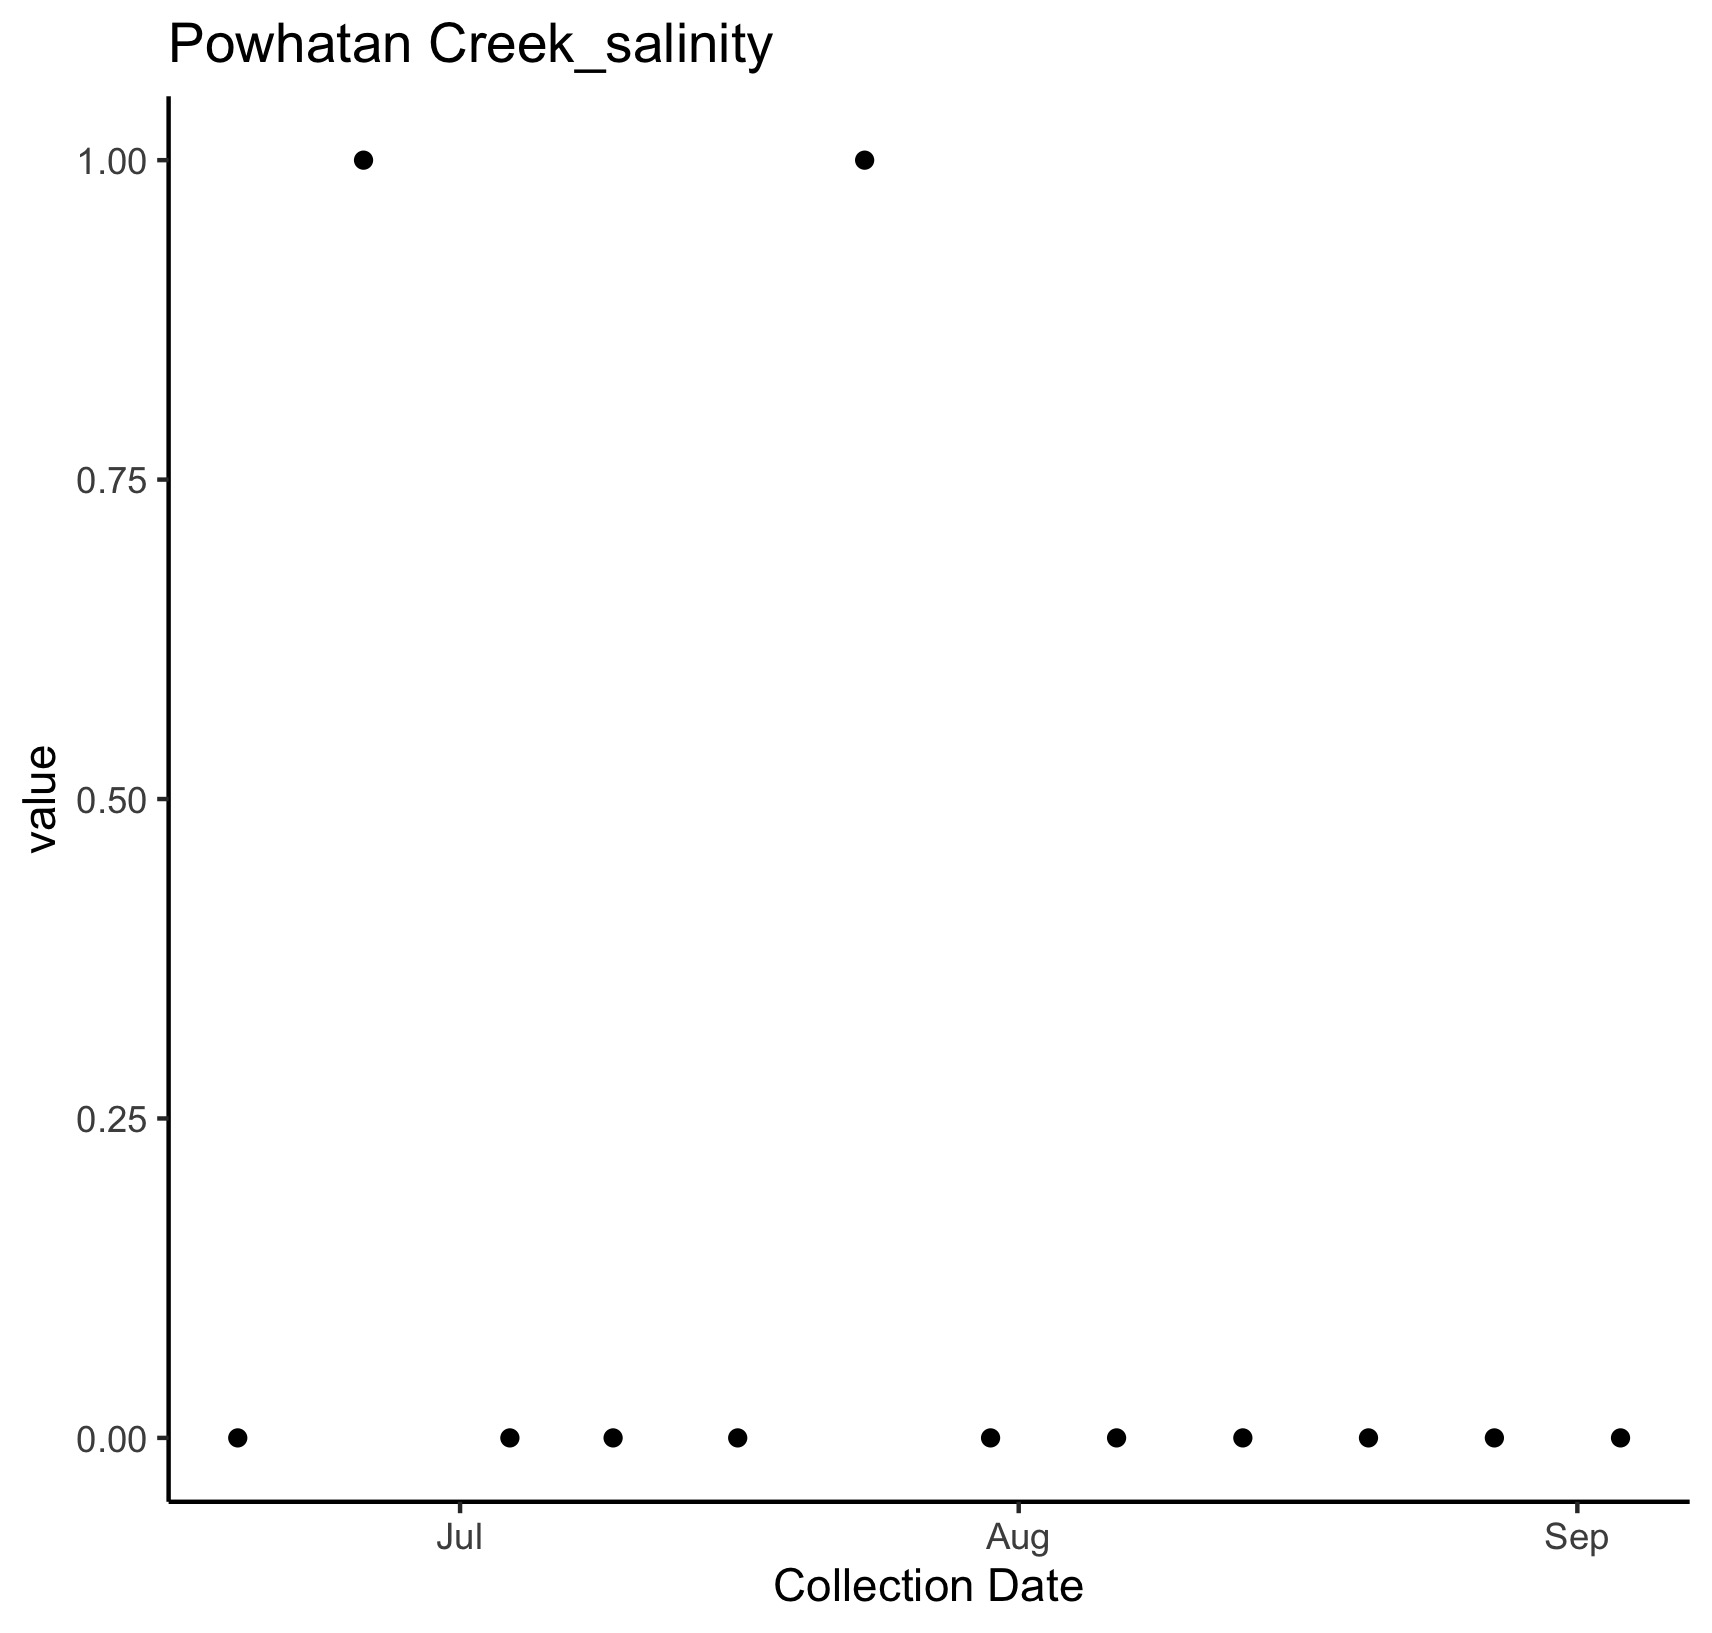 Powhatan Creek_salinity
1.00
0.75
0.50
0.25
0.00
value
Jul Aug Sep
Collection Date